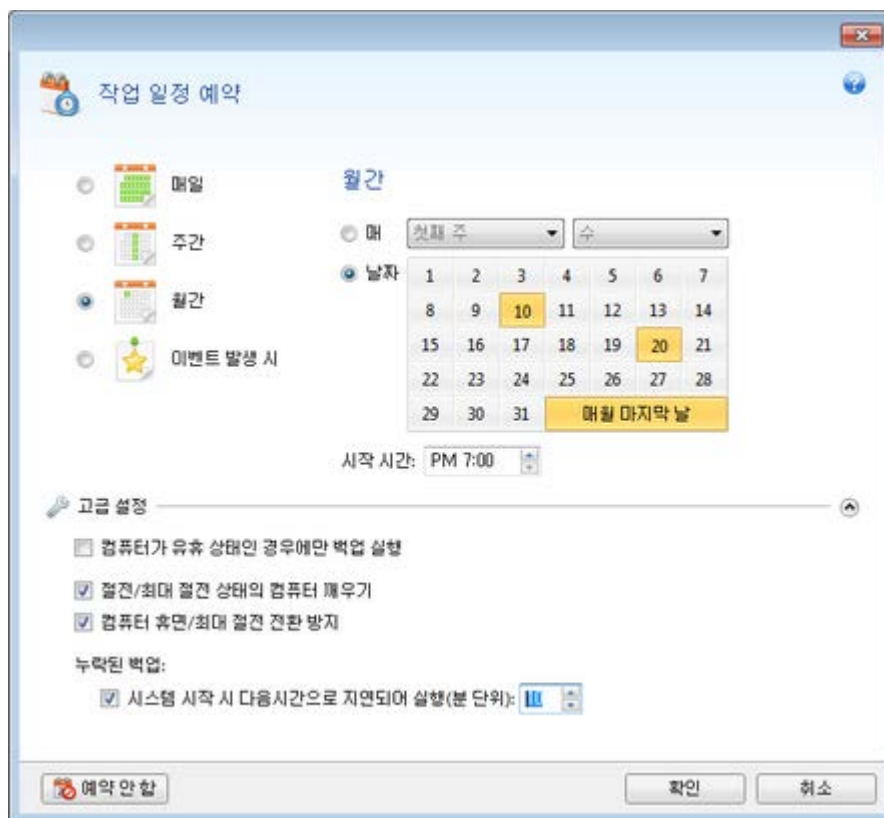 작업 일정 예약
매일
주간
월간
이벤트 발생 시
월간
매 첫째 주 수
날짜
1 2 3 4 5 6 7
8 9 10 11 12 13 14
15 16 17 18 19 20 21
22 23 24 25 26 27 28
29 30 31 매월 마지막 날
시작 시간: PM 7:00
고급 설정
컴퓨터가 유휴 상태인 경우에만 백업 실행
절전/최대 절전 상태의 컴퓨터 깨우기
컴퓨터 휴면/최대 절전 전환 방지
누락된 백업:
시스템 시작 시 다음시간으로 지연되어 실행(분 단위):
예약 안 함
확인
취소